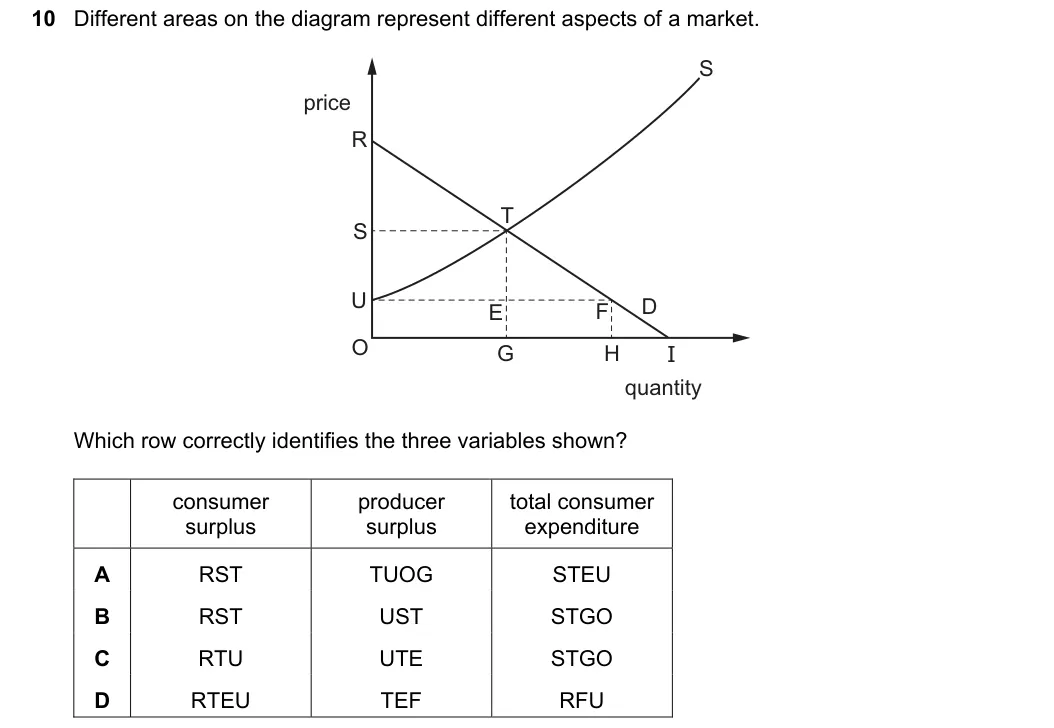 10 Different areas on the diagram represent different aspects of a market.
S
price
R
T
S
U
E
F
D
O
G
H
I
quantity
Which row correctly identifies the three variables shown?
consumer surplus producer surplus total consumer expenditure
A RST TUOG STEU
B RST UST STGO
C RTU UTE STGO
D RTEU TEF RFU